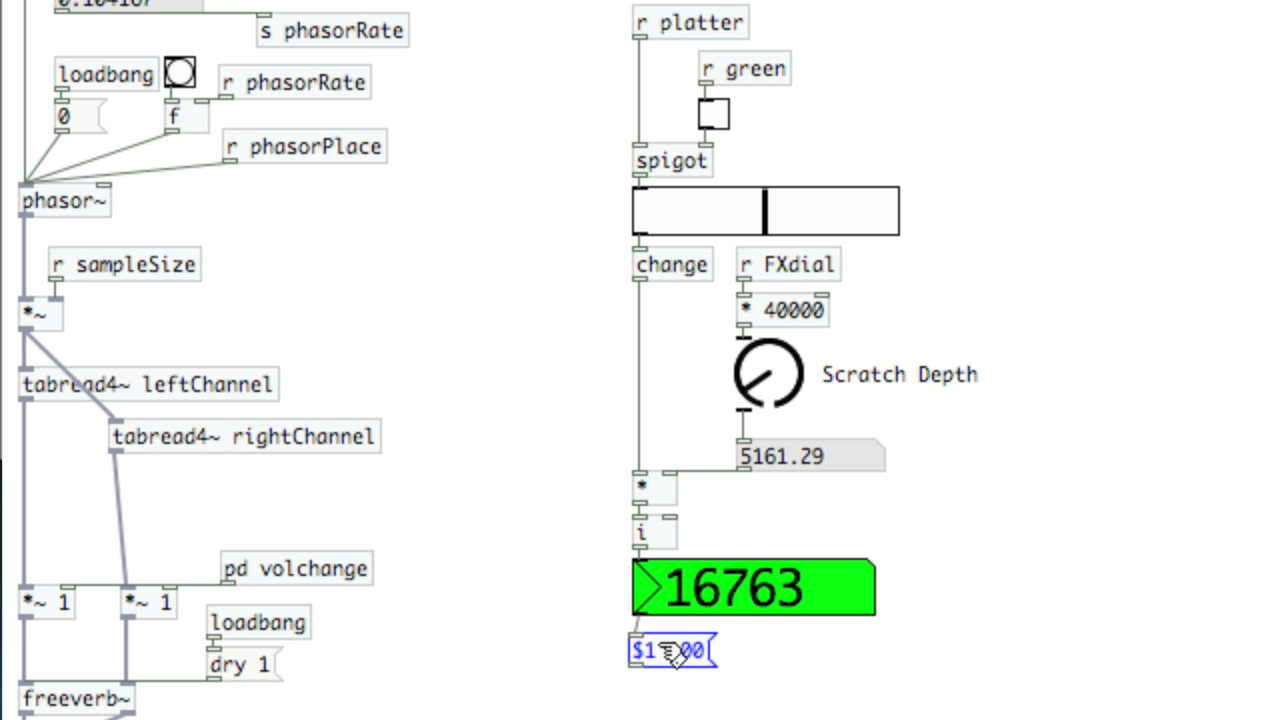 s phasorRate
loadbang
r phasorRate
0
f
r phasorPlace
phasor~
r sampleSize
*~
tabread4~ leftChannel
tabread4~ rightChannel
pd volchange
*~ 1
*~ 1
loadbang
dry 1
freeverb~
r platter
r green
spigot
change
r FXdial
* 40000
Scratch Depth
5161.29
*
i
16763